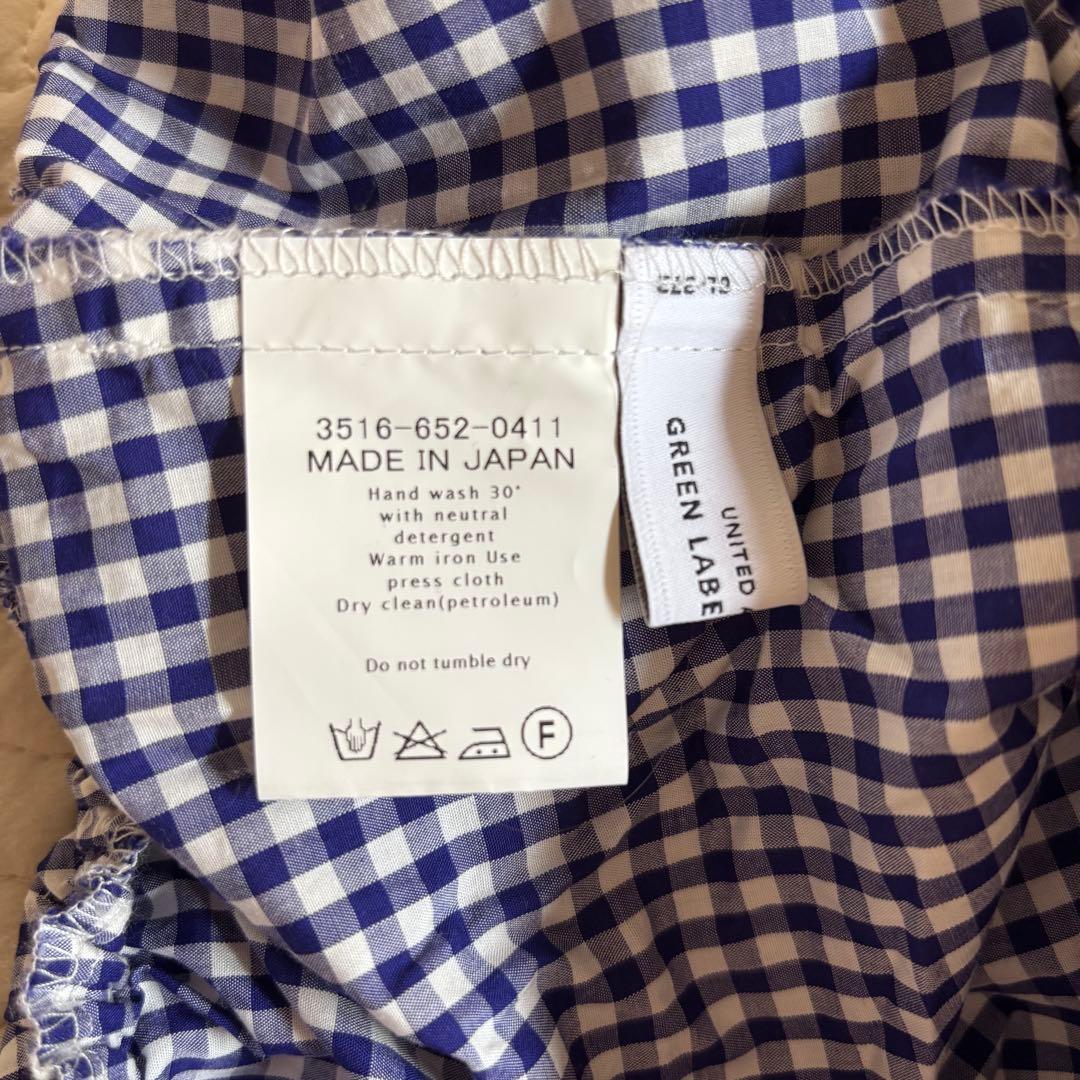 3516-652-0411
MADE IN JAPAN
Hand wash 30°
with neutral
detergent
Warm iron Use
press cloth
Dry clean(petroleum)
Do not tumble dry
F
UNITED
GREEN LABE